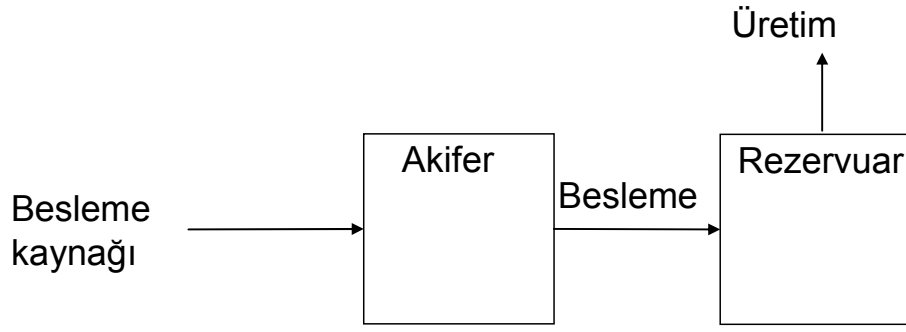 Üretim
Akifer
Rezervuar
Besleme
Besleme
kaynağı